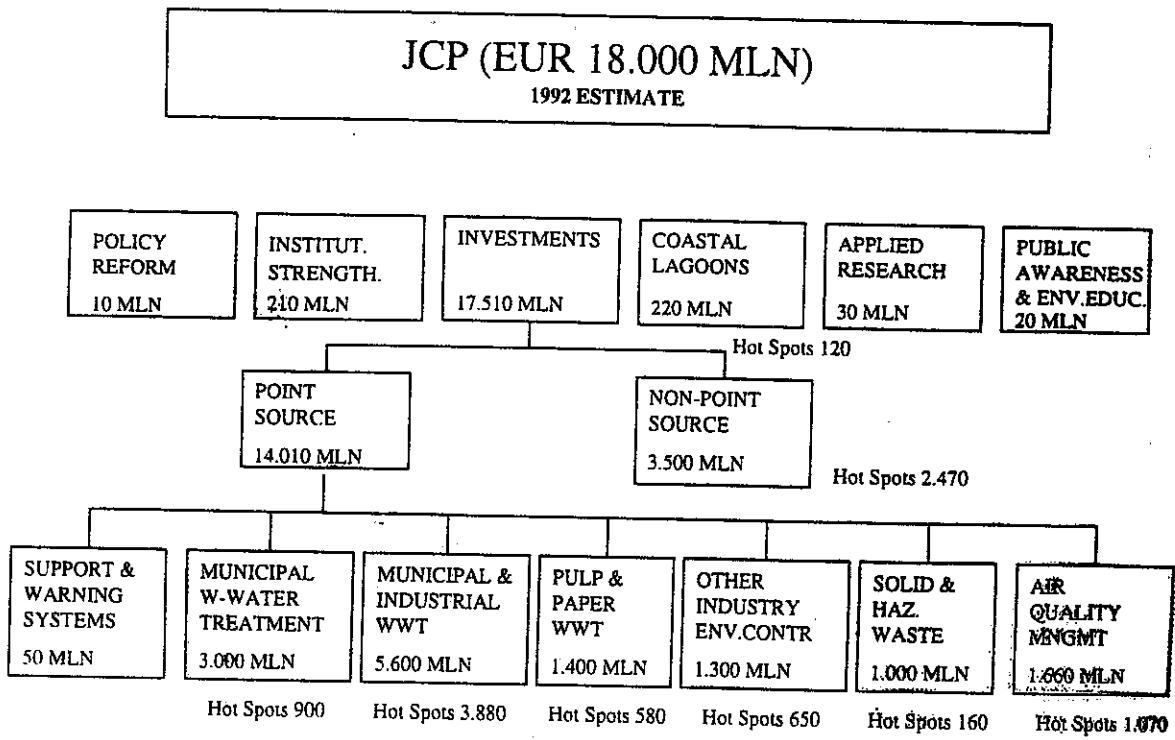 JCP (EUR 18.000 MLN)
1992 ESTIMATE
POLICY
REFORM
10 MLN
INSTITUT.
STRENGTH.
210 MLN
INVESTMENTS
17.510 MLN
COASTAL
LAGOONS
220 MLN
APPLIED
RESEARCH
30 MLN
PUBLIC
AWARENESS
& ENV.EDUC.
20 MLN
Hot Spots 120
POINT
SOURCE
14.010 MLN
NON-POINT
SOURCE
3.500 MLN
Hot Spots 2.470
SUPPORT &
WARNING
SYSTEMS
50 MLN
MUNICIPAL
W-WATER
TREATMENT
3.000 MLN
MUNICIPAL &
INDUSTRIAL
WWT
5.600 MLN
PULP &
PAPER
WWT
1.400 MLN
OTHER
INDUSTRY
ENV.CONTR
1.300 MLN
SOLID &
HAZ.
WASTE
1.000 MLN
AIR
QUALITY
MNGMT
1.660 MLN
Hot Spots 900
Hot Spots 3.880
Hot Spots 580
Hot Spots 650
Hot Spots 160
Hot Spots 1.070